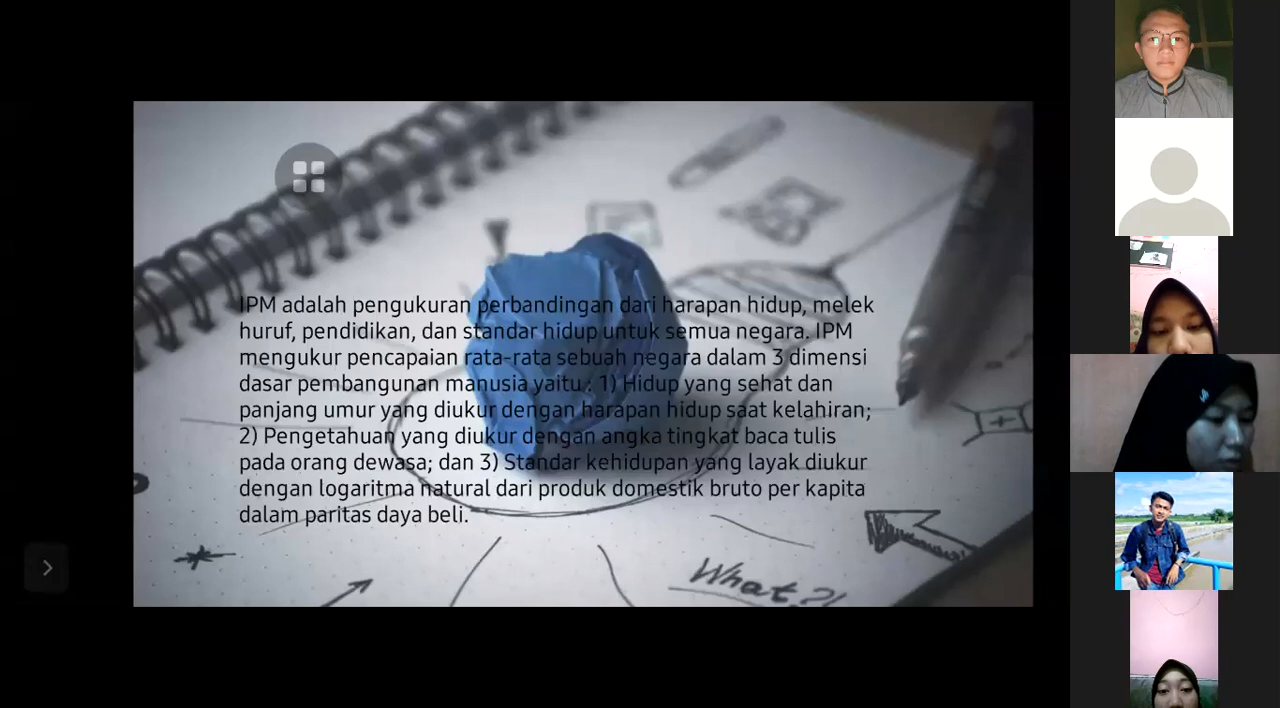 IPM adalah pengukuran perbandingan dari harapan hidup, melek
huruf, pendidikan, dan standar hidup untuk semua negara. IPM
mengukur pencapaian rata-rata sebuah negara dalam 3 dimensi
dasar pembangunan manusia yaitu : 1) Hidup yang sehat dan
panjang umur yang diukur dengan harapan hidup saat kelahiran;
2) Pengetahuan yang diukur dengan angka tingkat baca tulis
pada orang dewasa; dan 3) Standar kehidupan yang layak diukur
dengan logaritma natural dari produk domestik bruto per kapita
dalam paritas daya beli.
What?!